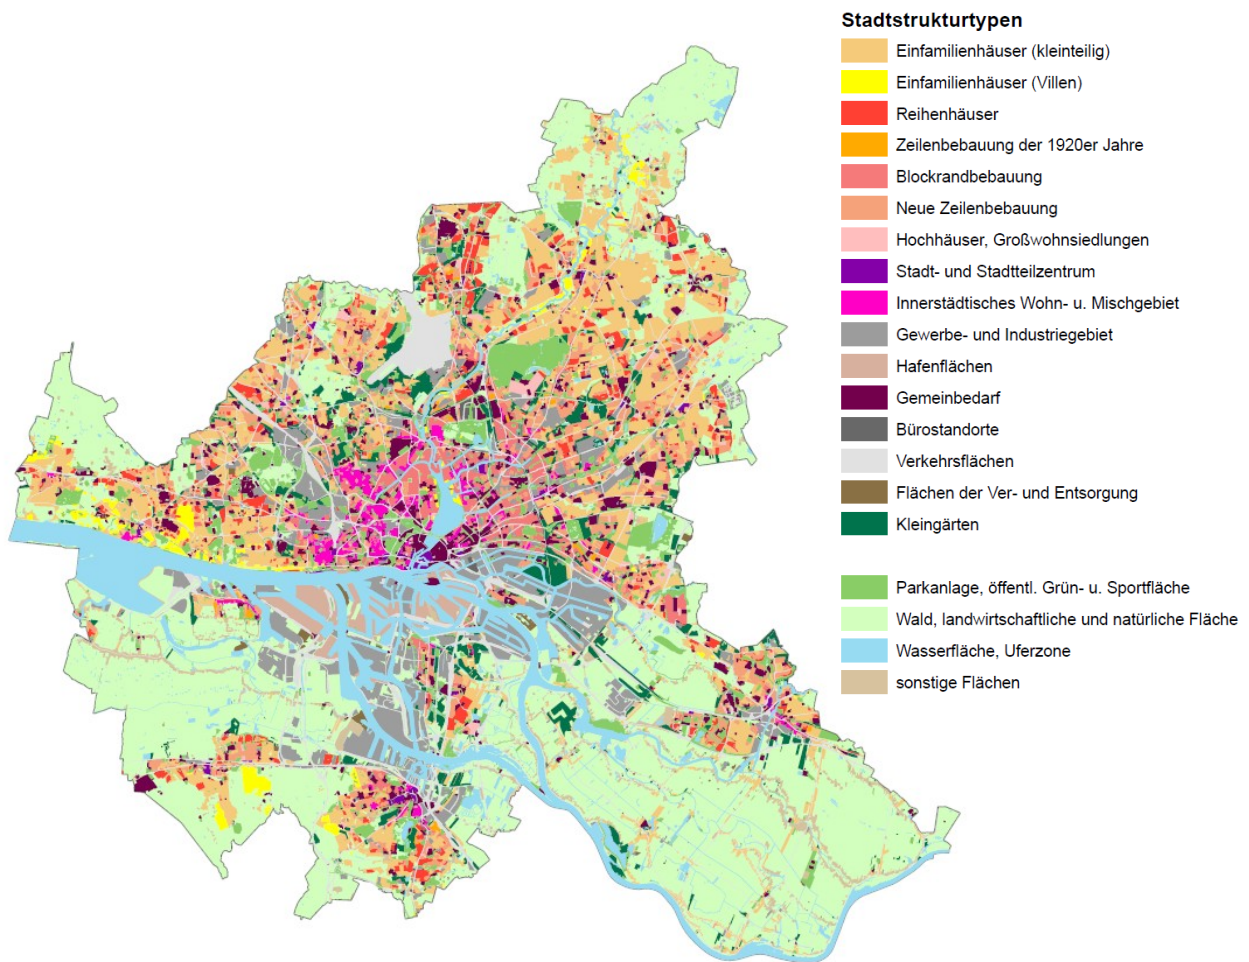 Stadtstrukturtypen
Einfamilienhäuser (kleinteilig)
Einfamilienhäuser (Villen)
Reihenhäuser
Zeilenbebauung der 1920er Jahre
Blockrandbebauung
Neue Zeilenbebauung
Hochhäuser, Großwohnsiedlungen
Stadt- und Stadtteilzentrum
Innerstädtisches Wohn- u. Mischgebiet
Gewerbe- und Industriegebiet
Hafenflächen
Gemeinbedarf
Bürostandorte
Verkehrsflächen
Flächen der Ver- und Entsorgung
Kleingärten
Parkanlage, öffentl. Grün- u. Sportfläche
Wald, landwirtschaftliche und natürliche Fläche
Wasserfläche, Uferzone
sonstige Flächen